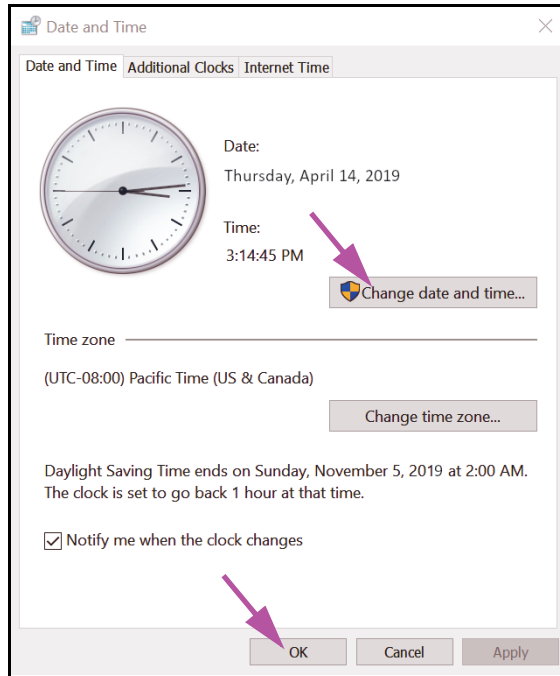 Date and Time
Date and Time Additional Clocks Internet Time
Date:
Thursday, April 14, 2019
Time:
3:14:45 PM
Change date and time...
Time zone
(UTC-08:00) Pacific Time (US & Canada)
Change time zone...
Daylight Saving Time ends on Sunday, November 5, 2019 at 2:00 AM.
The clock is set to go back 1 hour at that time.
Notify me when the clock changes
OK Cancel Apply